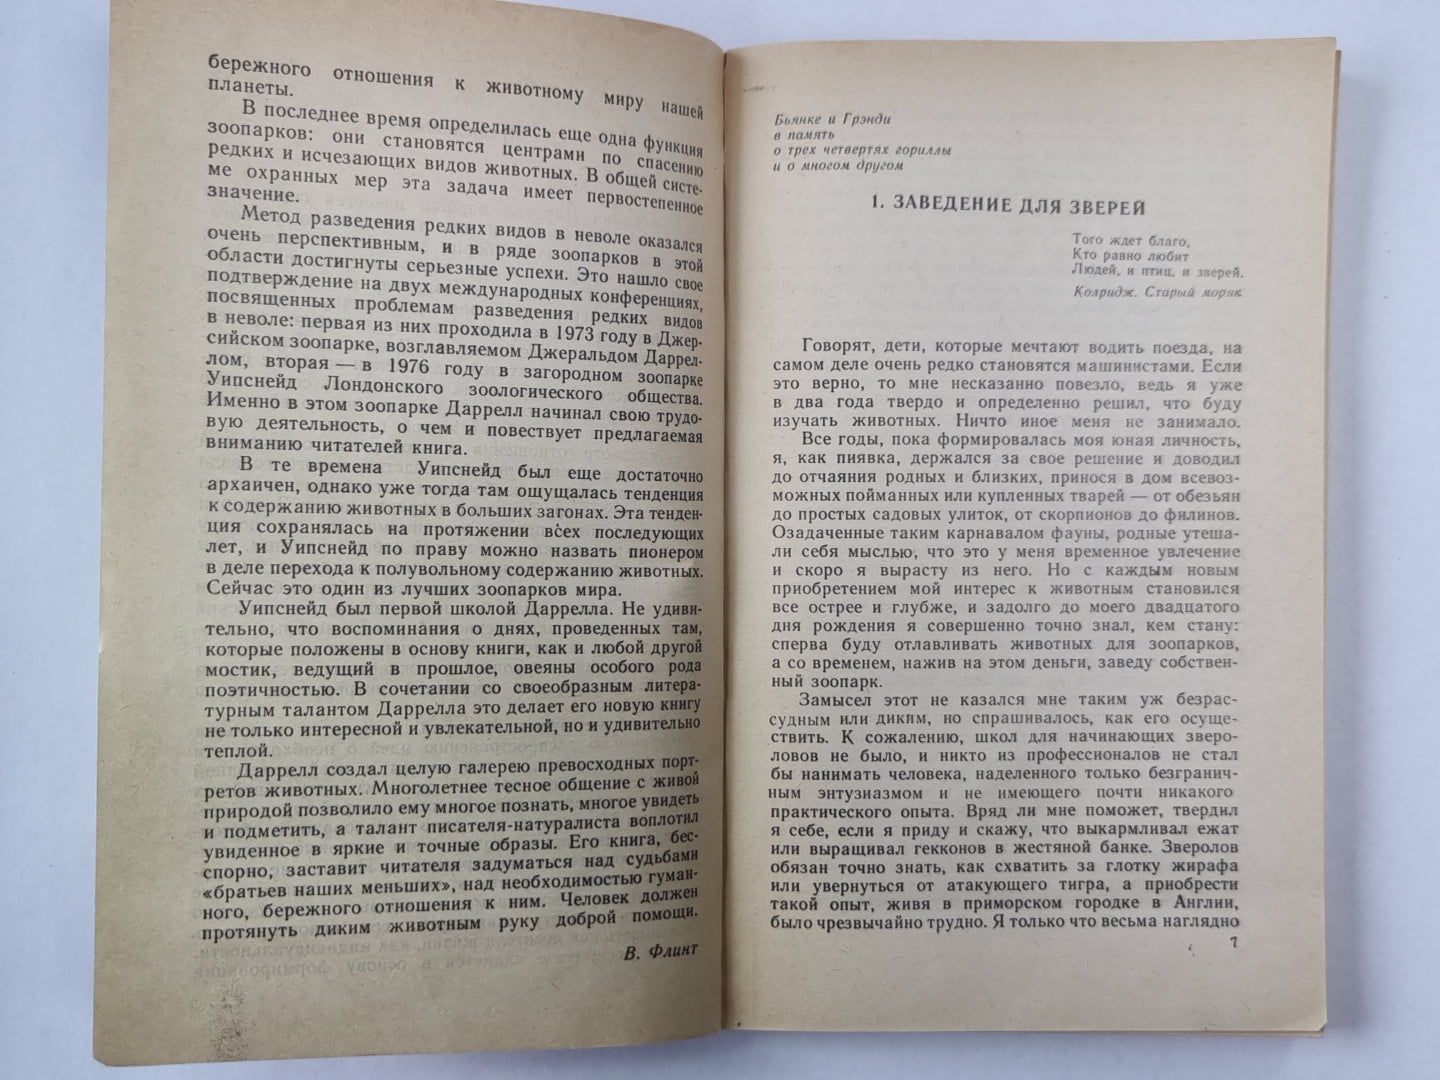 бережного отношения к животному миру нашей
планеты.
В последнее время определилась еще одна функция
зоопарков: они становятся центрами по спасению
редких и исчезающих видов животных. В общей систе-
ме охранных мер эта задача имеет первостепенное
значение.
Метод разведения редких видов в неволе оказался
очень перспективным, и в ряде зоопарков в этой
области достигнуты серьезные успехи. Это нашло свое
подтверждение на двух международных конференциях,
посвященных проблемам разведения редких видов
в неволе: первая из них проходила в 1973 году в Джер-
сийском зоопарке, возглавляемом Джеральдом Даррел-
лом, вторая — в 1976 году в загородном зоопарке
Уипснейд Лондонского зоологического общества.
Именно в этом зоопарке Даррелл начинал свою трудо-
вую деятельность, о чем и повествует предлагаемая
вниманию читателей книга.
В те времена Уипснейд был еще достаточно
архаичен, однако уже тогда там ощущалась тенденция
к содержанию животных в больших загонах. Эта тенден-
ция сохранялась на протяжении всех последующих
лет, и Уипснейд по праву можно назвать пионером
в деле перехода к полувольному содержанию животных.
Сейчас это один из лучших зоопарков мира.
Уипснейд был первой школой Даррелла. Не удиви-
тельно, что воспоминания о днях, проведенных там,
которые положены в основу книги, как и любой другой
мостик, ведущий в прошлое, овеяны особого рода
поэтичностью. В сочетании со своеобразным литера-
турным талантом Даррелла это делает его новую книгу
не только интересной и увлекательной, но и удивительно
теплой.
Даррелл создал целую галерею превосходных порт-
ретов животных. Многолетнее тесное общение с живой
природой позволило ему многое познать, многое увидеть
и подметить, а талант писателя-натуралиста воплотил
увиденное в яркие и точные образы. Его книга, бес-
спорно, заставит читателя задуматься над судьбами
«братьев наших меньших», над необходимостью гуман-
ного, бережного отношения к ним. Человек должен
протянуть диким животным руку доброй помощи.
В. Флинт
Бьянке и Грэнди
в память
о трех четвертях гориллы
и о многом другом
1. ЗАВЕДЕНИЕ ДЛЯ ЗВЕРЕЙ
Того ждет благо,
Кто равно любит
Людей, и птиц, и зверей.
Колридж. Старый моряк
Говорят, дети, которые мечтают водить поезда, на
самом деле очень редко становятся машинистами. Если
это верно, то мне несказанно повезло, ведь я уже
в два года твердо и определенно решил, что буду
изучать животных. Ничто иное меня не занимало.
Все годы, пока формировалась моя юная личность,
я, как пиявка, держался за свое решение и доводил
до отчаяния родных и близких, принося в дом всевоз-
можных пойманных или купленных тварей — от обезьян
до простых садовых улиток, от скорпионов до филинов.
Озадаченные таким карнавалом фауны, родные утеша-
ли себя мыслью, что это у меня временное увлечение
и скоро я вырасту из него. Но с каждым новым
приобретением мой интерес к животным становился
все острее и глубже, и задолго до моего двадцатого
дня рождения я совершенно точно знал, кем стану:
сперва буду отлавливать животных для зоопарков,
а со временем, нажив на этом деньги, заведу собствен-
ный зоопарк.
Замысел этот не казался мне таким уж безрас-
судным или диким, но спрашивалось, как его осуще-
ствить. К сожалению, школ для начинающих зверо-
ловов не было, и никто из профессионалов не стал
бы нанимать человека, наделенного только безгранич-
ным энтузиазмом и не имеющего почти никакого
практического опыта. Вряд ли мне поможет, твердил
я себе, если я приду и скажу, что выкармливал ежат
или выращивал гекконов в жестяной банке. Зверолов
обязан точно знать, как схватить за глотку жирафа
или увернуться от атакующего тигра, а приобрести
такой опыт, живя в приморском городке в Англии,
было чрезвычайно трудно. Я только что весьма наглядно
7